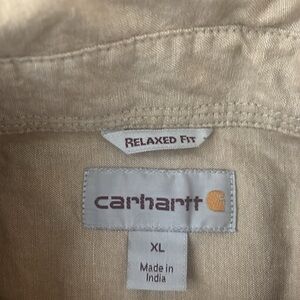 RELAXED FIT
carhartt
XL
Made in
India